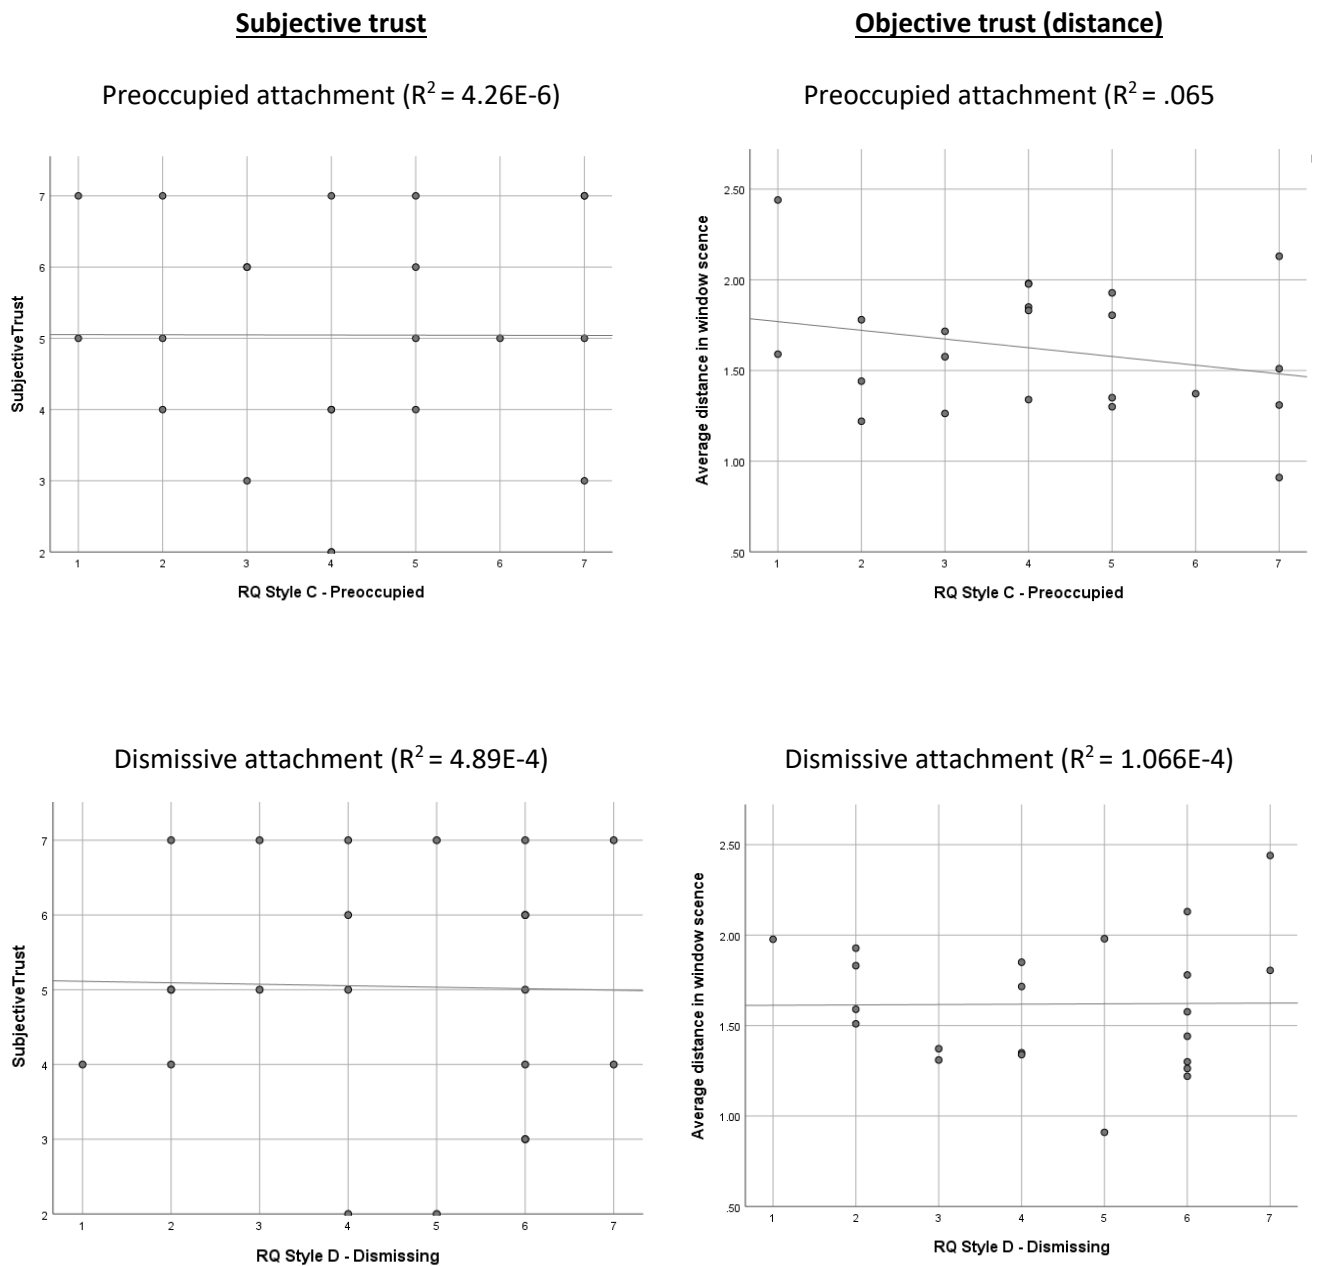 Subjective trust
Objective trust (distance)
Preoccupied attachment (R² = 4.26E-6)
Preoccupied attachment (R² = .065
7
6
5
4
3
2
SubjectiveTrust
1 2 3 4 5 6 7
RQ Style C - Preoccupied
2.50
2.00
1.50
1.00
.50
Average distance in window scence
1 2 3 4 5 6 7
RQ Style C - Preoccupied
Dismissive attachment (R² = 4.89E-4)
Dismissive attachment (R² = 1.066E-4)
7
6
5
4
3
2
SubjectiveTrust
1 2 3 4 5 6 7
RQ Style D - Dismissing
2.50
2.00
1.50
1.00
.50
Average distance in window scence
1 2 3 4 5 6 7
RQ Style D - Dismissing